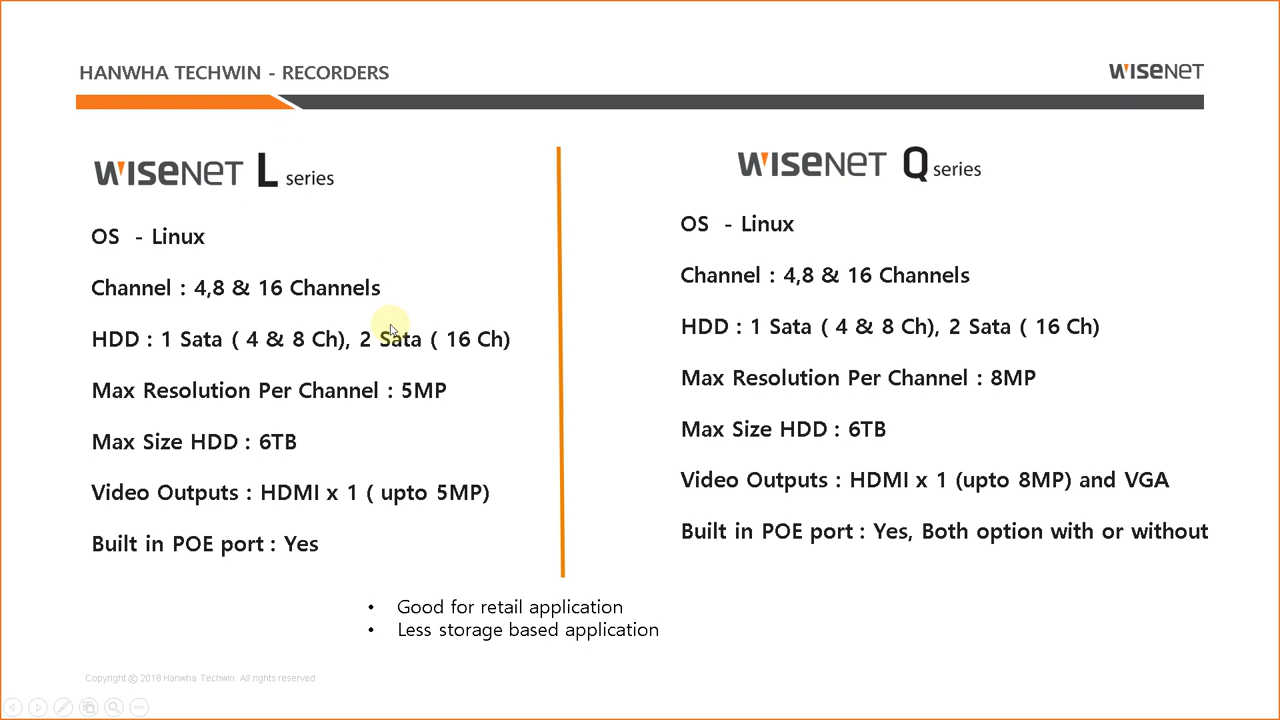 HANWHA TECHWIN - RECORDERS
WISENET
WISENET L series
OS - Linux
Channel : 4,8 & 16 Channels
HDD : 1 Sata ( 4 & 8 Ch), 2 Sata ( 16 Ch)
Max Resolution Per Channel : 5MP
Max Size HDD : 6TB
Video Outputs : HDMI x 1 ( upto 5MP)
Built in POE port : Yes
WISENET Q series
OS - Linux
Channel : 4,8 & 16 Channels
HDD : 1 Sata ( 4 & 8 Ch), 2 Sata ( 16 Ch)
Max Resolution Per Channel : 8MP
Max Size HDD : 6TB
Video Outputs : HDMI x 1 (upto 8MP) and VGA
Built in POE port : Yes, Both option with or without
• Good for retail application
• Less storage based application
Copyright © 2018 Hanwha Techwin. All rights reserved